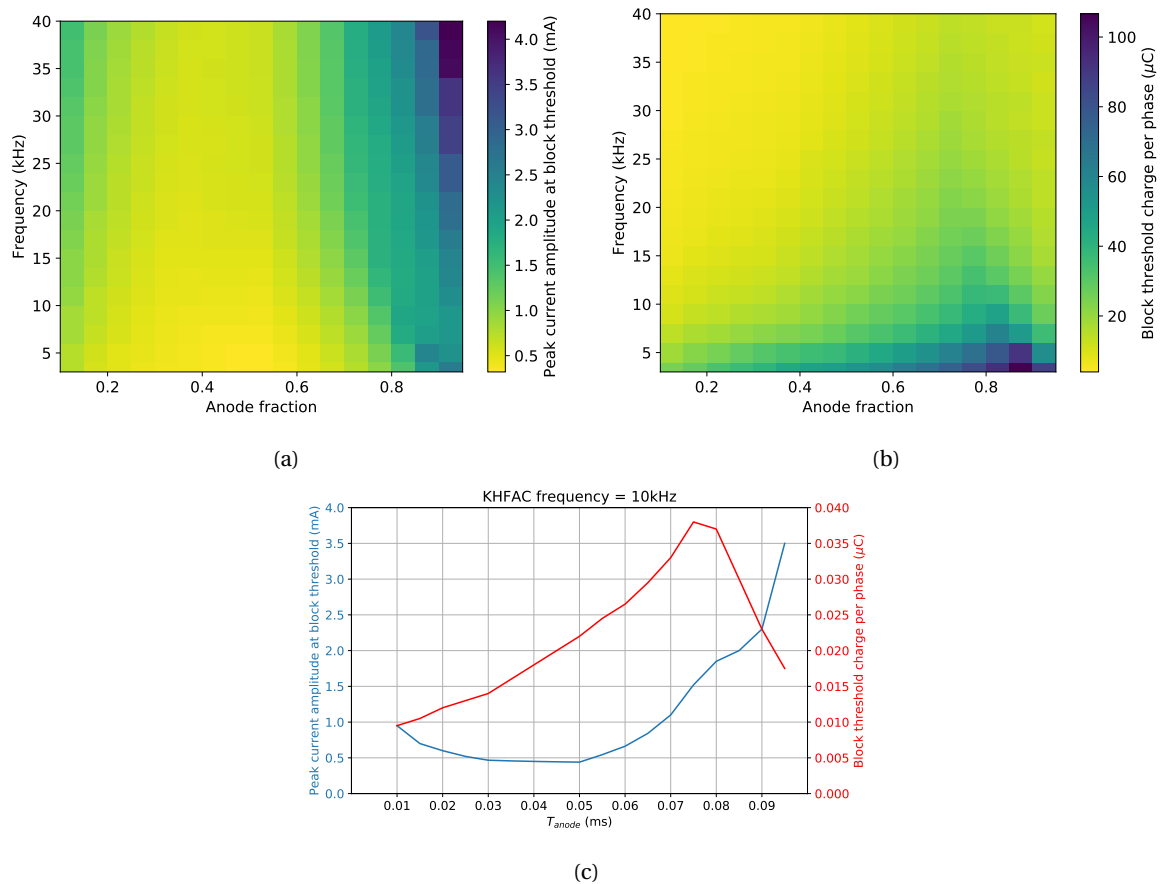 40
35
30
25
20
15
10
5
Frequency (kHz)
0.2 0.4 0.6 0.8
Anode fraction
4.0
3.5
3.0
2.5
2.0
1.5
1.0
0.5
Peak current amplitude at block threshold (mA)
(a)
40
35
30
25
20
15
10
5
Frequency (kHz)
0.2 0.4 0.6 0.8
Anode fraction
100
80
60
40
20
Block threshold charge per phase (μC)
(b)
KHFAC frequency = 10kHz
4.0
3.5
3.0
2.5
2.0
1.5
1.0
0.5
0.0
Peak current amplitude at block threshold (mA)
0.01 0.02 0.03 0.04 0.05 0.06 0.07 0.08 0.09
T_anode (ms)
0.040
0.035
0.030
0.025
0.020
0.015
0.010
0.005
0.000
Block threshold charge per phase (μC)
(c)